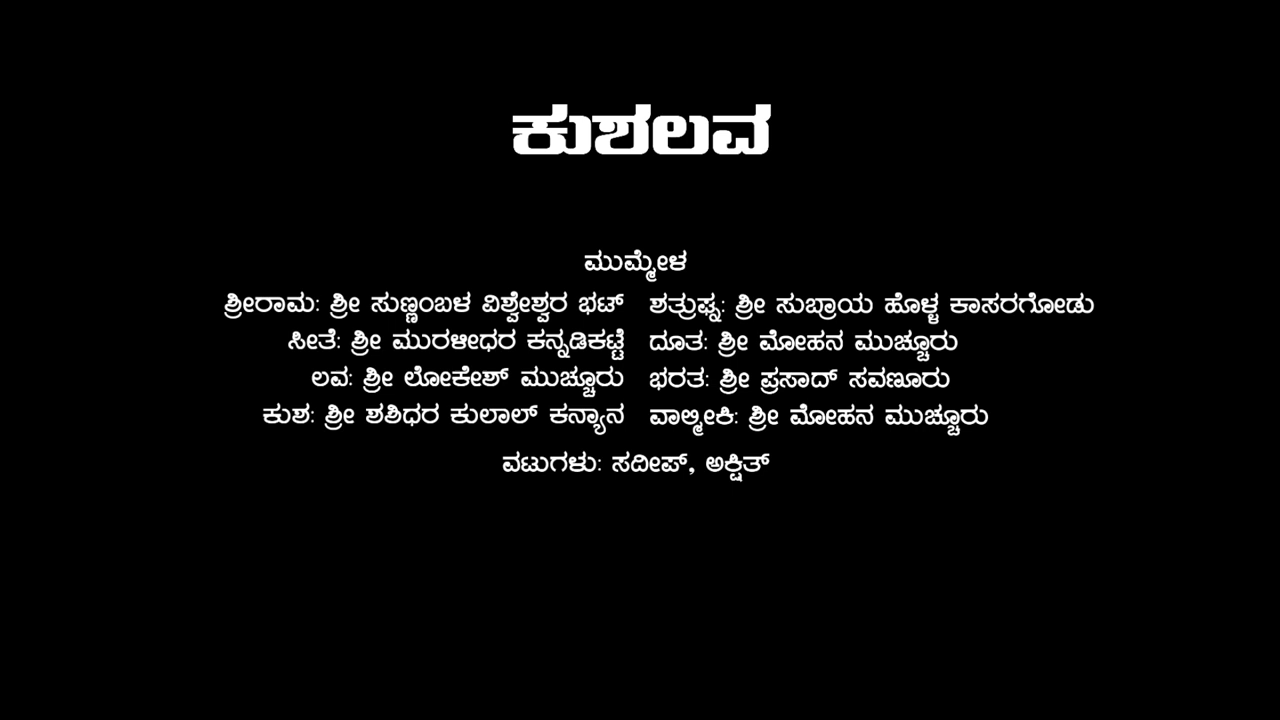 ಕುಶಲವ
ಮುಮ್ಮೇಳ
ಶ್ರೀರಾಮ: ಶ್ರೀ ಸುಣ್ಣಂಬಳ ವಿಶ್ವೇಶ್ವರ ಭಟ್ ಶತ್ರುಘ್ನ: ಶ್ರೀ ಸುಬ್ರಾಯ ಹೊಳ್ಳ ಕಾಸರಗೋಡು
ಸೀತೆ: ಶ್ರೀ ಮುರಳೀಧರ ಕನ್ನಡಿಕಟ್ಟೆ ದೂತ: ಶ್ರೀ ಮೋಹನ ಮುಚ್ಚೂರು
ಲವ: ಶ್ರೀ ಲೋಕೇಶ್ ಮುಚ್ಚೂರು ಭರತ: ಶ್ರೀ ಪ್ರಸಾದ್ ಸವಣೂರು
ಕುಶ: ಶ್ರೀ ಶಶಿಧರ ಕುಲಾಲ್ ಕನ್ಯಾನ ವಾಲ್ಮೀಕಿ: ಶ್ರೀ ಮೋಹನ ಮುಚ್ಚೂರು
ವಟುಗಳು: ಸದೀಪ್, ಅಕ್ಷಿತ್